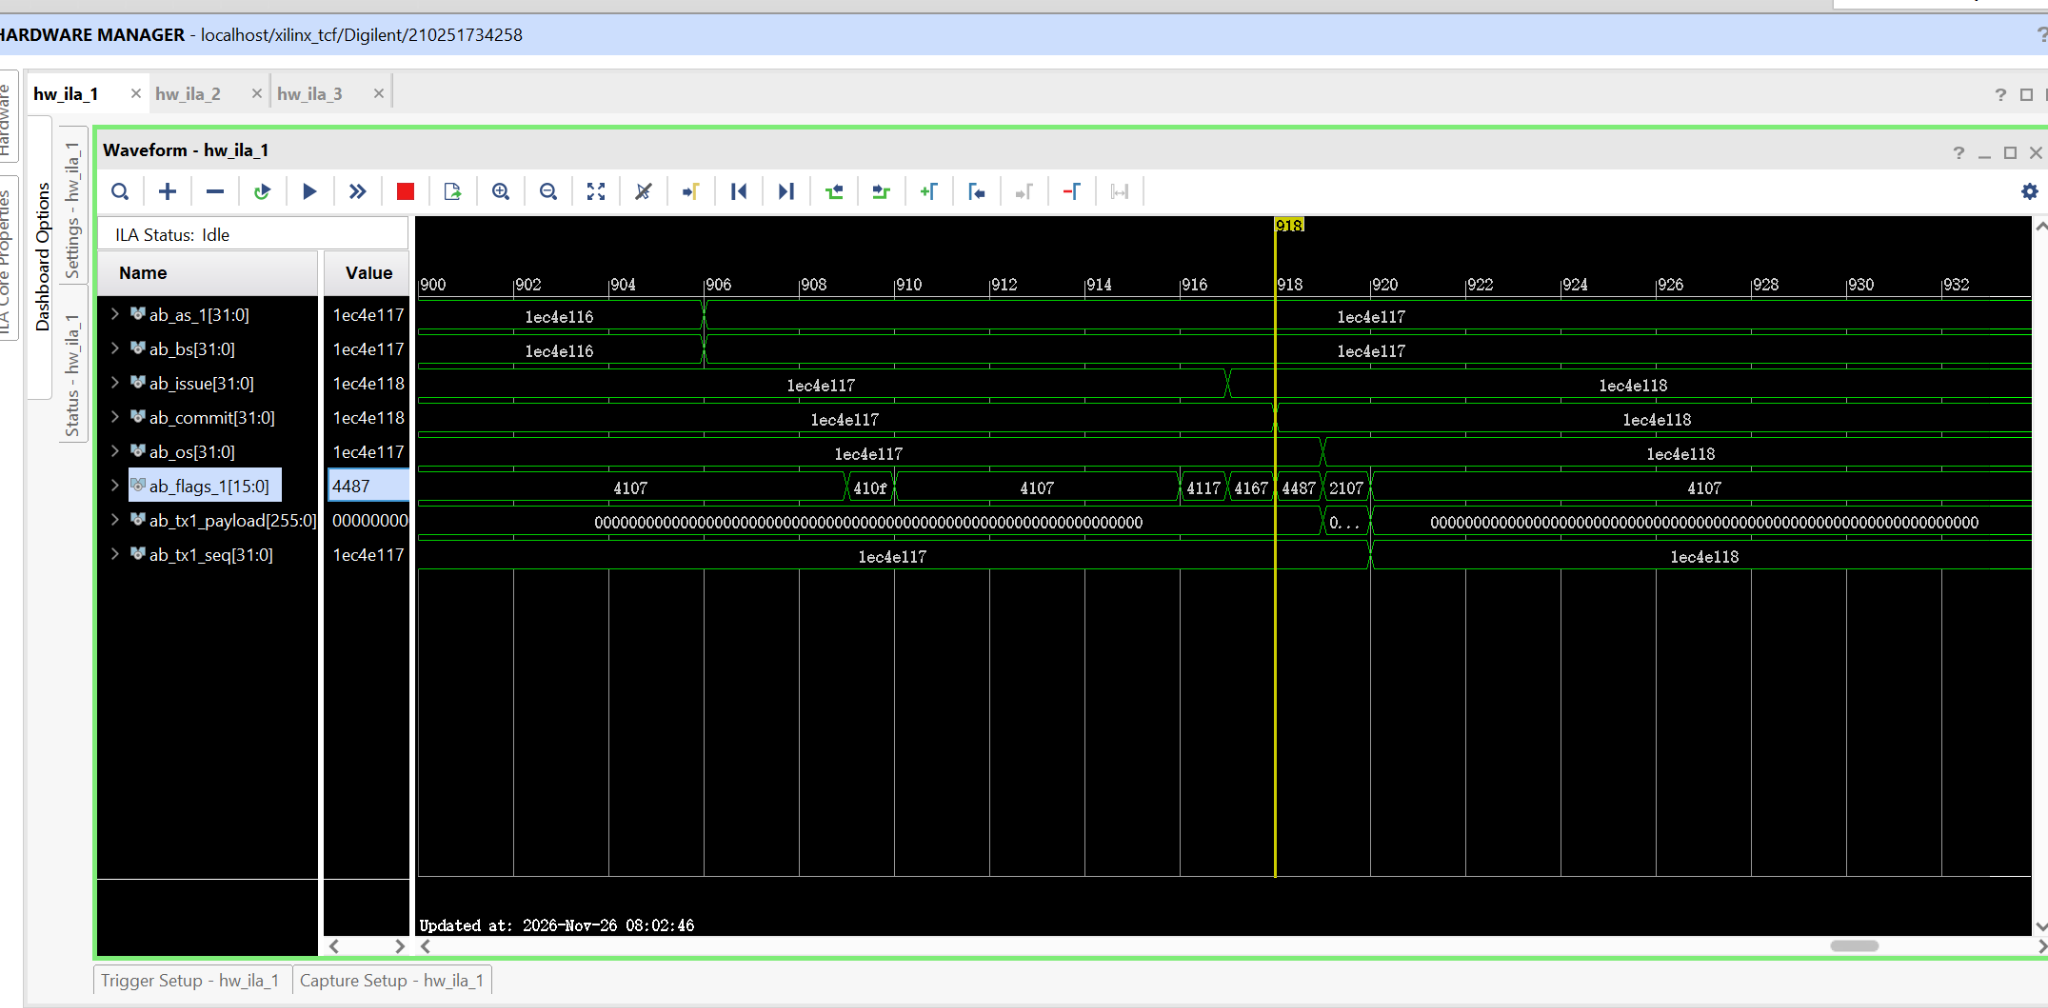 HARDWARE MANAGER - localhost/xilinx_tcf/Digilent/210251734258
?
hw_ila_1 × hw_ila_2 × hw_ila_3 ×
?
Hardware
ILA Core Properties
Dashboard Options
Settings - hw_ila_1
Status - hw_ila_1
Waveform - hw_ila_1
?
ILA Status: Idle
Name Value
918
900 902 904 906 908 910 912 914 916 918 920 922 924 926 928 930 932
ab_as_1[31:0] 1ec4e117 1ec4e116 1ec4e117
ab_bs[31:0] 1ec4e117 1ec4e116 1ec4e117
ab_issue[31:0] 1ec4e118 1ec4e117 1ec4e118
ab_commit[31:0] 1ec4e118 1ec4e117 1ec4e118
ab_os[31:0] 1ec4e117 1ec4e117 1ec4e118
ab_flags_1[15:0] 4487 4107 410f 4107 4117 4167 4487 2107 4107
ab_tx1_payload[255:0] 00000000 0000000000000000000000000000000000000000000000000000000000000000 0... 0000000000000000000000000000000000000000000000000000000000000000
ab_tx1_seq[31:0] 1ec4e117 1ec4e117 1ec4e118
Updated at: 2026-Nov-26 08:02:46
Trigger Setup - hw_ila_1 Capture Setup - hw_ila_1